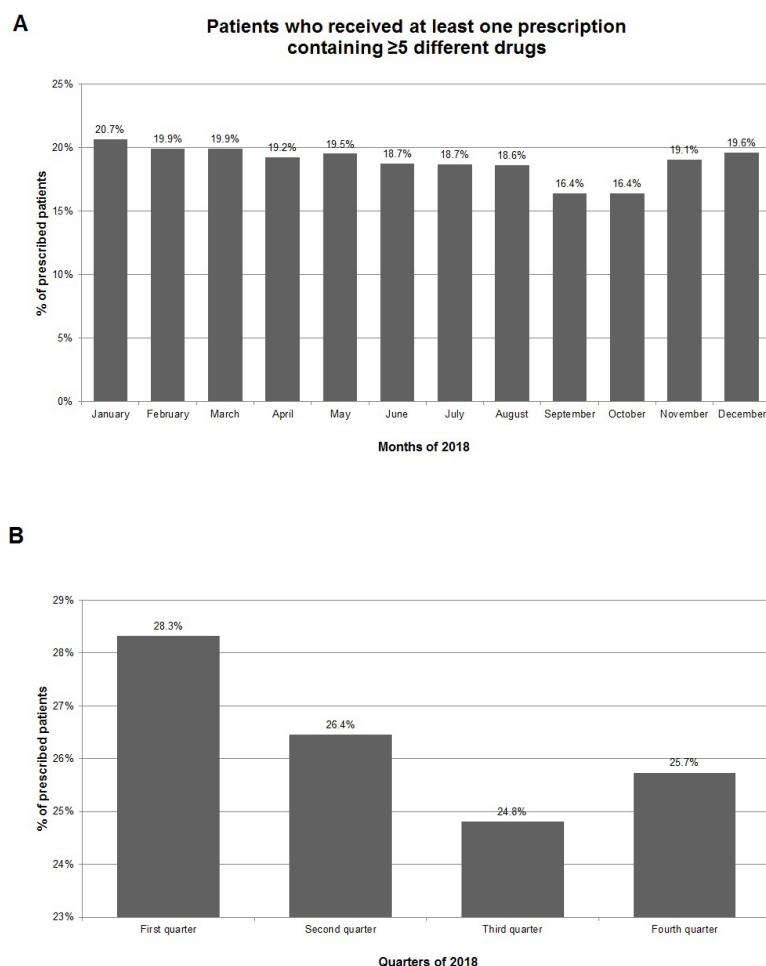 A
Patients who received at least one prescription
containing ≥5 different drugs
% of prescribed patients
25%
20%
15%
10%
5%
0%
20.7%
19.9%
19.9%
19.2%
19.5%
18.7%
18.7%
18.6%
16.4%
16.4%
19.1%
19.6%
January
February
March
April
May
June
July
August
September
October
November
December
Months of 2018
B
% of prescribed patients
29%
28%
27%
26%
25%
24%
23%
28.3%
26.4%
24.8%
25.7%
First quarter
Second quarter
Third quarter
Fourth quarter
Quarters of 2018